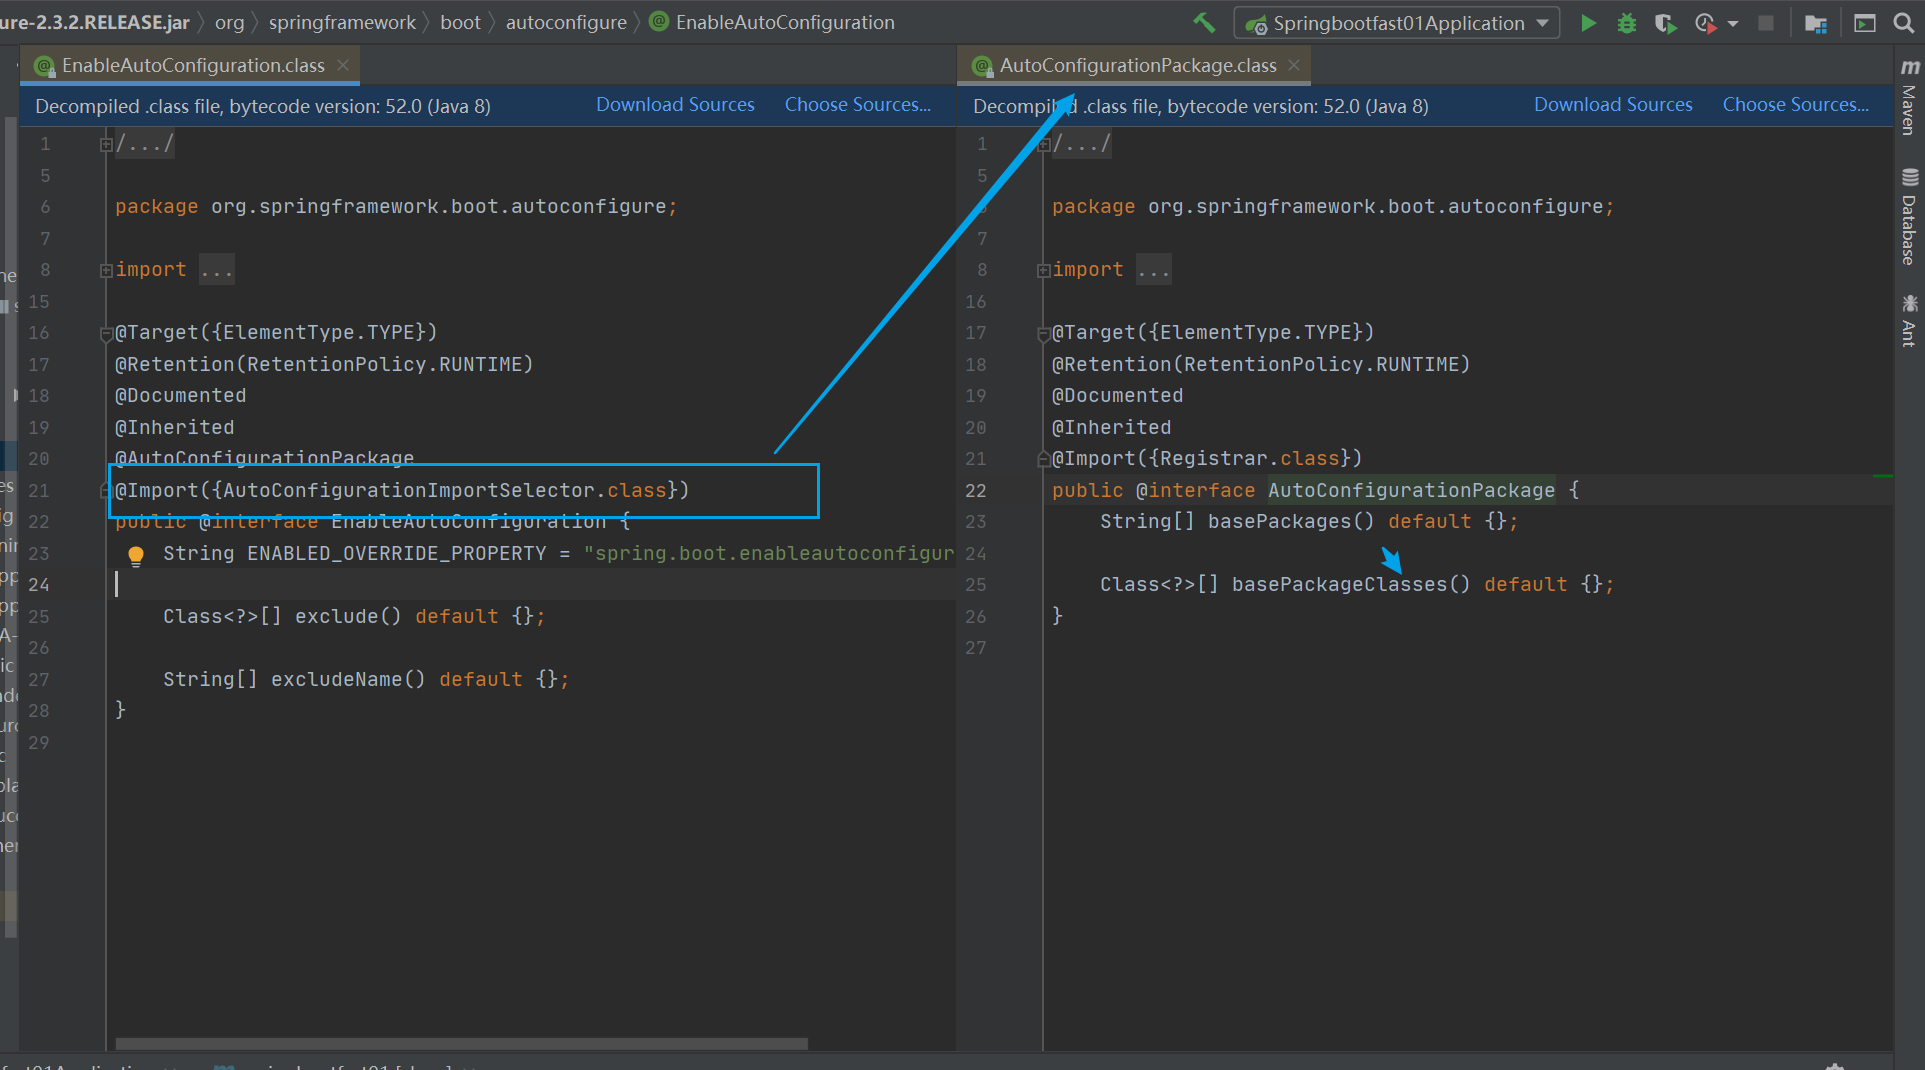 ure-2.3.2.RELEASE.jar org springframework boot autoconfigure EnableAutoConfiguration Springbootfast01Application
EnableAutoConfiguration.class
Decompiled .class file, bytecode version: 52.0 (Java 8) Download Sources Choose Sources...
1 /.../
5
6 package org.springframework.boot.autoconfigure;
7
8 import ...
15
16 @Target({ElementType.TYPE})
17 @Retention(RetentionPolicy.RUNTIME)
18 @Documented
19 @Inherited
20 @AutoConfigurationPackage
21 @Import({AutoConfigurationImportSelector.class})
22 public @interface EnableAutoConfiguration {
23 String ENABLED_OVERRIDE_PROPERTY = "spring.boot.enableautoconfigur
24
25 Class<?>[] exclude() default {};
26
27 String[] excludeName() default {};
28 }
29
AutoConfigurationPackage.class
Decompiled .class file, bytecode version: 52.0 (Java 8) Download Sources Choose Sources...
1 /.../
5
6 package org.springframework.boot.autoconfigure;
7
8 import ...
16
17 @Target({ElementType.TYPE})
18 @Retention(RetentionPolicy.RUNTIME)
19 @Documented
20 @Inherited
21 @Import({Registrar.class})
22 public @interface AutoConfigurationPackage {
23 String[] basePackages() default {};
24
25 Class<?>[] basePackageClasses() default {};
26 }
27
m Maven
Database
Ant